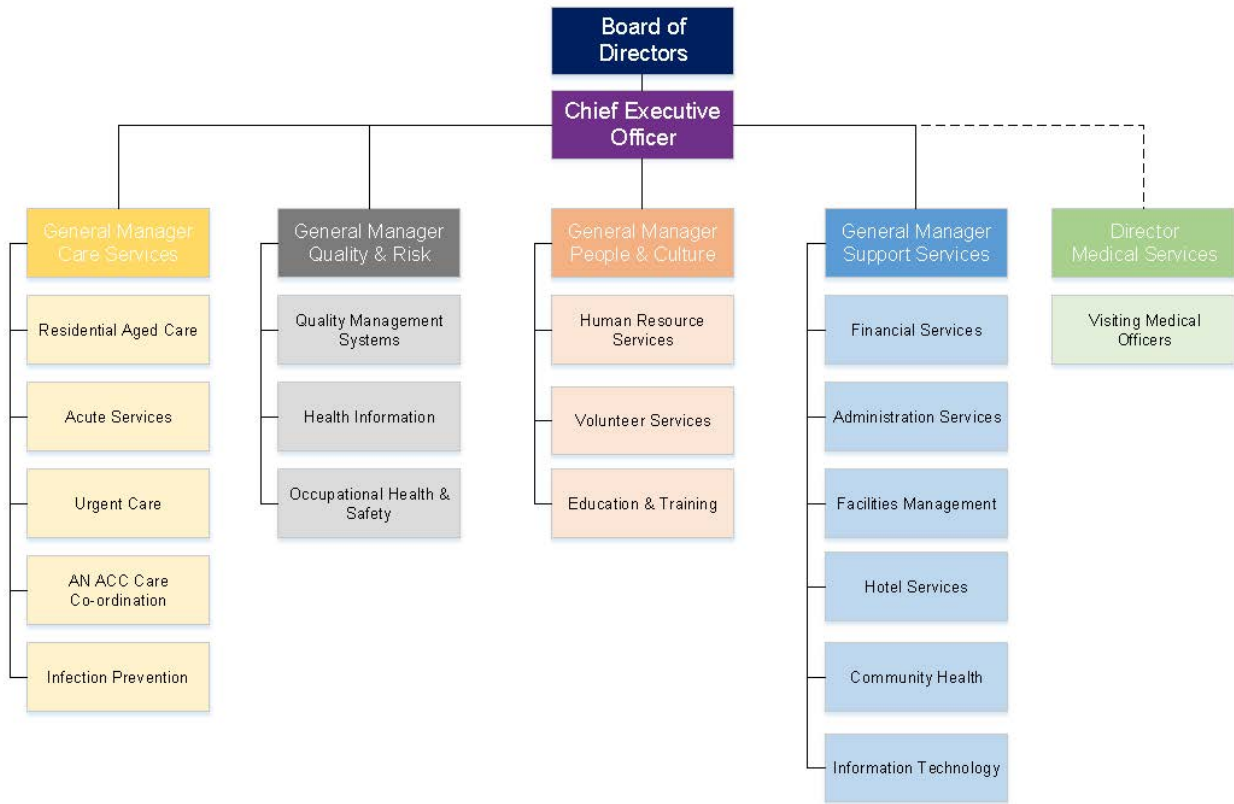 Board of
Directors
Chief Executive
Officer
General Manager
Care Services
General Manager
Quality & Risk
General Manager
People & Culture
General Manager
Support Services
Director
Medical Services
Residential Aged Care
Acute Services
Urgent Care
AN ACC Care
Co-ordination
Infection Prevention
Quality Management
Systems
Health Information
Occupational Health &
Safety
Human Resource
Services
Volunteer Services
Education & Training
Financial Services
Administration Services
Facilities Management
Hotel Services
Community Health
Information Technology
Visiting Medical
Officers